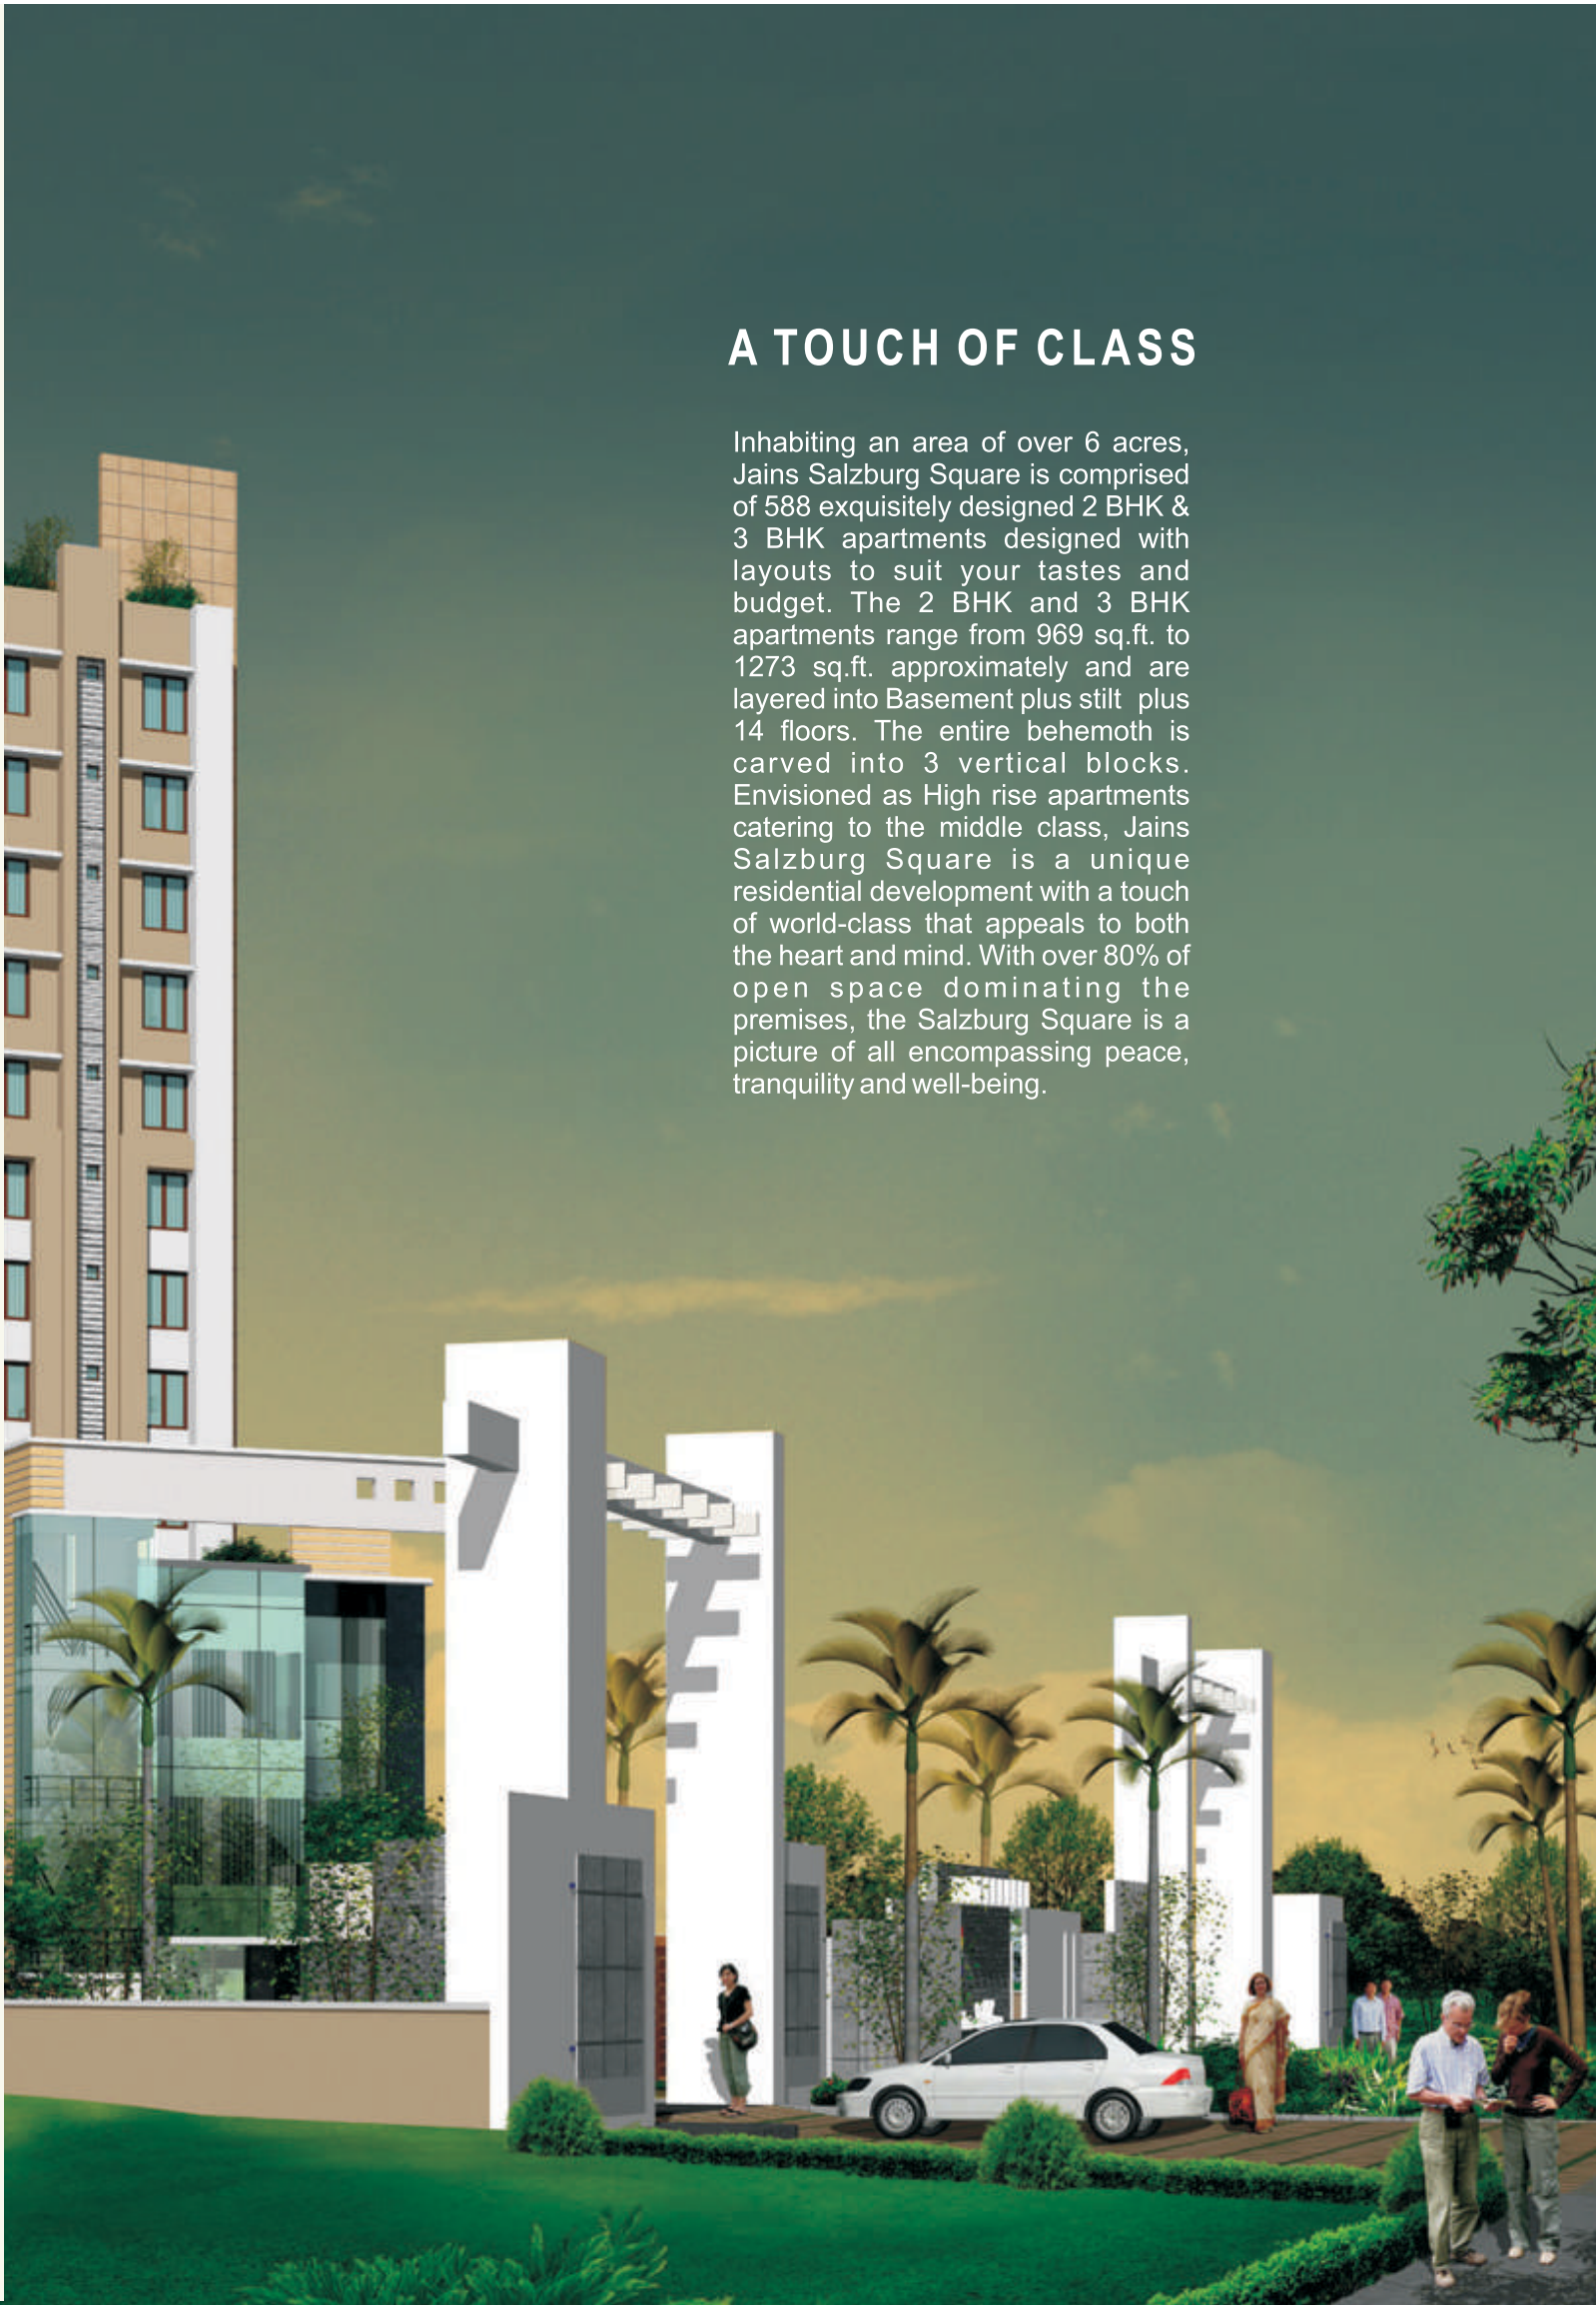 A TOUCH OF CLASS
Inhabiting an area of over 6 acres,
Jains Salzburg Square is comprised
of 588 exquisitely designed 2 BHK &
3 BHK apartments designed with
layouts to suit your tastes and
budget. The 2 BHK and 3 BHK
apartments range from 969 sq.ft. to
1273 sq.ft. approximately and are
layered into Basement plus stilt plus
14 floors. The entire behemoth is
carved into 3 vertical blocks.
Envisioned as High rise apartments
catering to the middle class, Jains
Salzburg Square is a unique
residential development with a touch
of world-class that appeals to both
the heart and mind. With over 80% of
open space dominating the
premises, the Salzburg Square is a
picture of all encompassing peace,
tranquility and well-being.